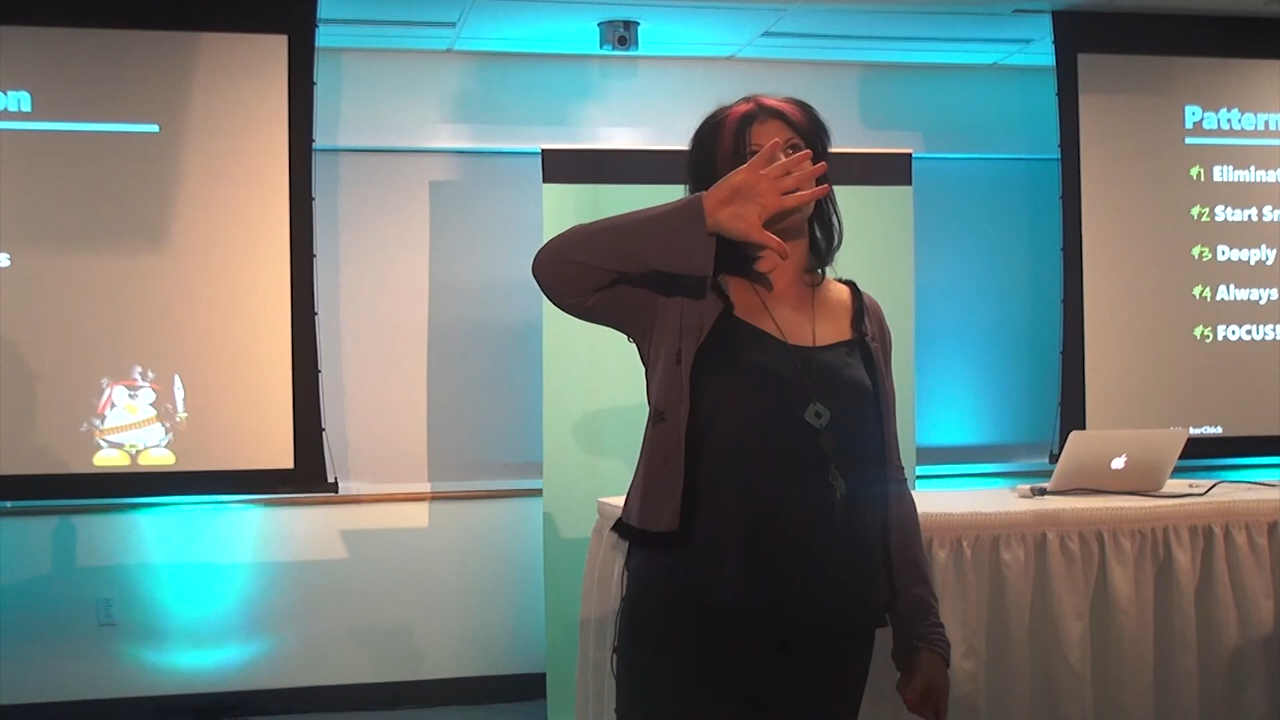 on
s
Pattern
#1 Eliminat
#2 Start Sm
#3 Deeply
#4 Always
#5 FOCUS!